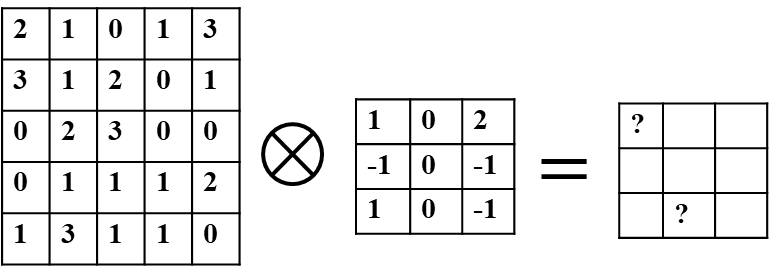 2 1 0 1 3
3 1 2 0 1
0 2 3 0 0
0 1 1 1 2
1 3 1 1 0
⊗
1 0 2
-1 0 -1
1 0 -1
=
?
?